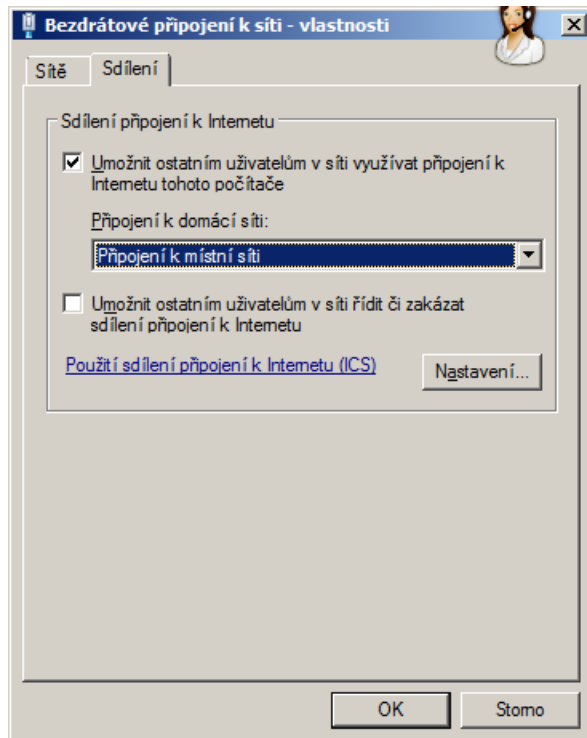 Bezdrátové připojení k síti - vlastnosti
Sítě
Sdílení
Sdílení připojení k Internetu
Umožnit ostatním uživatelům v síti využívat připojení k
Internetu tohoto počítače
Připojení k domácí síti:
Připojení k místní síti
Umožnit ostatním uživatelům v síti řídit či zakázat
sdílení připojení k Internetu
Použití sdílení připojení k Internetu (ICS)
Nastavení...
OK
Storno